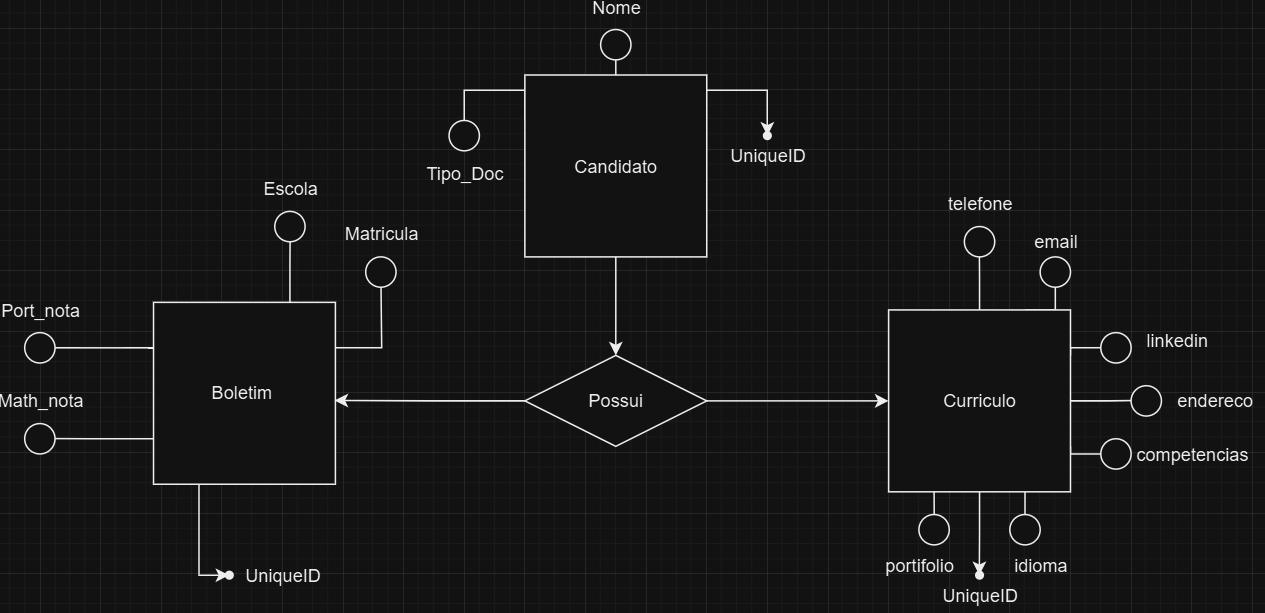 Nome
Candidato
UniqueID
Tipo_Doc
Escola
Matricula
telefone
email
Port_nota
linkedin
Math_nota
Boletim
Possui
Curriculo
endereco
competencias
portifolio
idioma
UniqueID
UniqueID